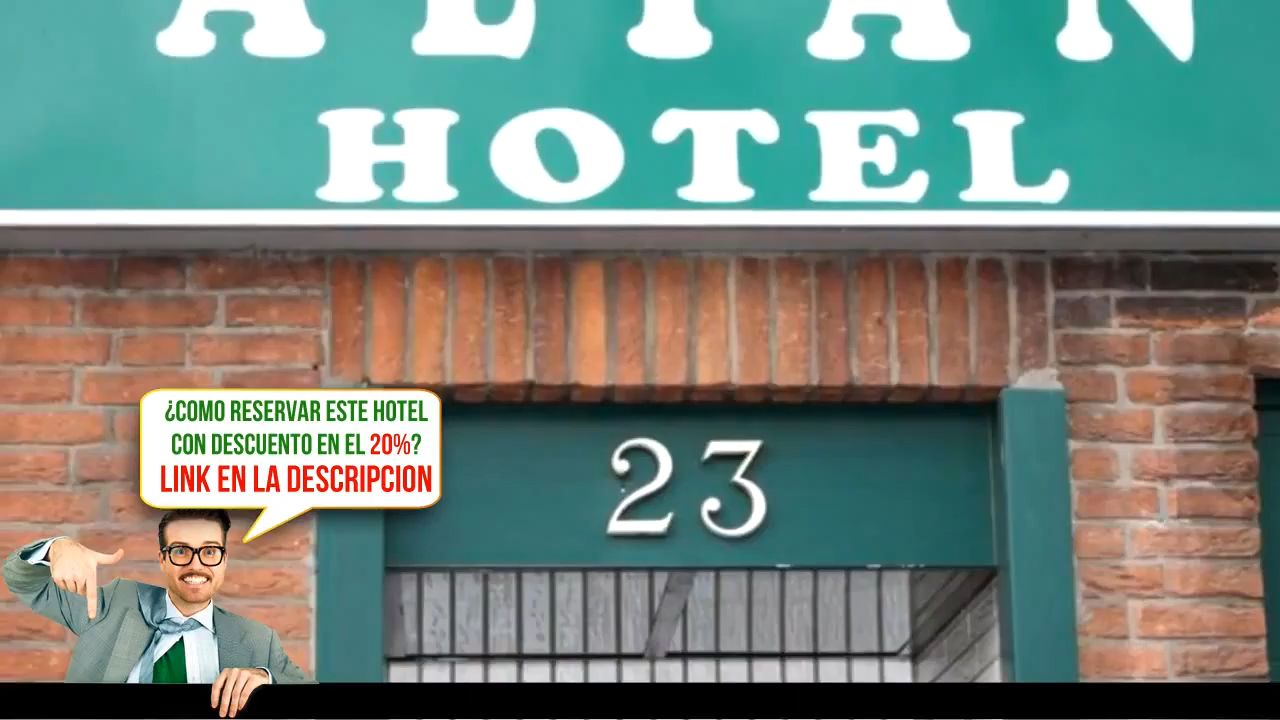 HOTEL
23
¿COMO RESERVAR ESTE HOTEL
CON DESCUENTO EN EL 20%?
LINK EN LA DESCRIPCION